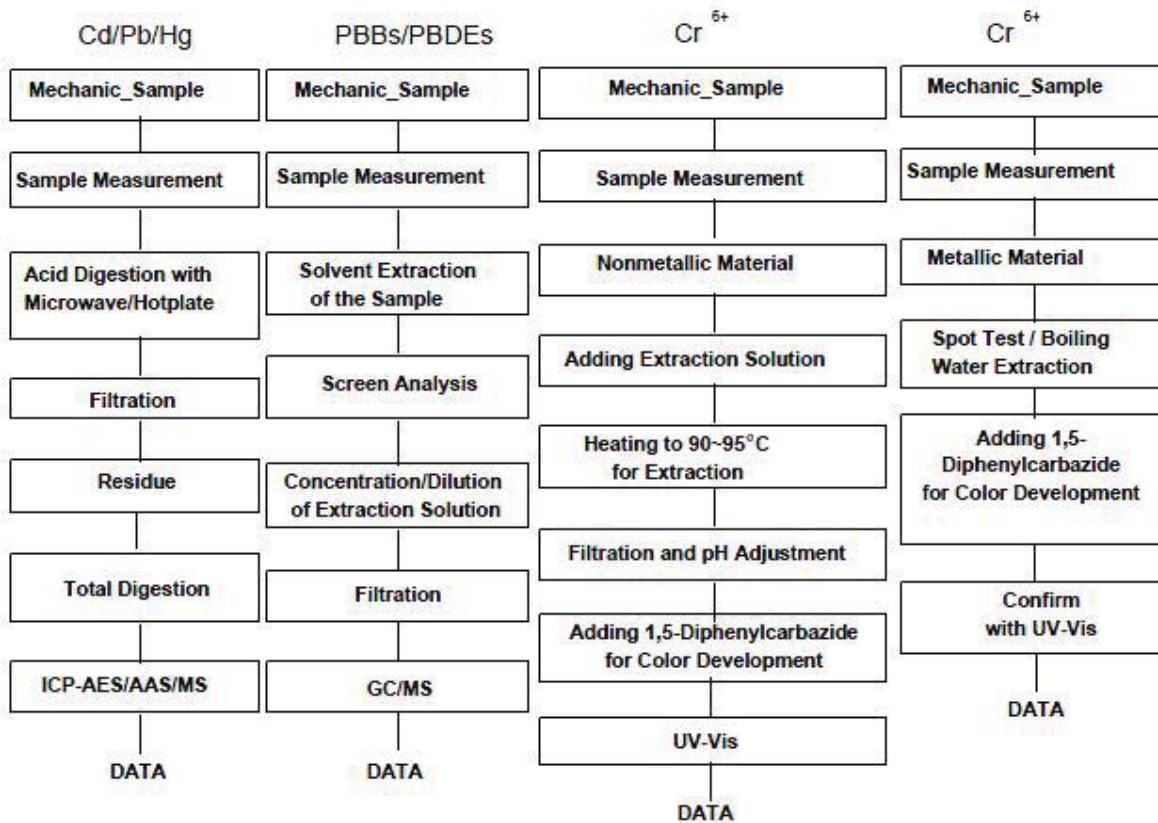 Cd/Pb/Hg
Mechanic_Sample
Sample Measurement
Acid Digestion with
Microwave/Hotplate
Filtration
Residue
Total Digestion
ICP-AES/AAS/MS
DATA
PBBs/PBDEs
Mechanic_Sample
Sample Measurement
Solvent Extraction
of the Sample
Screen Analysis
Concentration/Dilution
of Extraction Solution
Filtration
GC/MS
DATA
Cr 6+
Mechanic_Sample
Sample Measurement
Nonmetallic Material
Adding Extraction Solution
Heating to 90~95°C
for Extraction
Filtration and pH Adjustment
Adding 1,5-Diphenylcarbazide
for Color Development
UV-Vis
DATA
Cr 6+
Mechanic_Sample
Sample Measurement
Metallic Material
Spot Test / Boiling
Water Extraction
Adding 1,5-
Diphenylcarbazide
for Color Development
Confirm
with UV-Vis
DATA